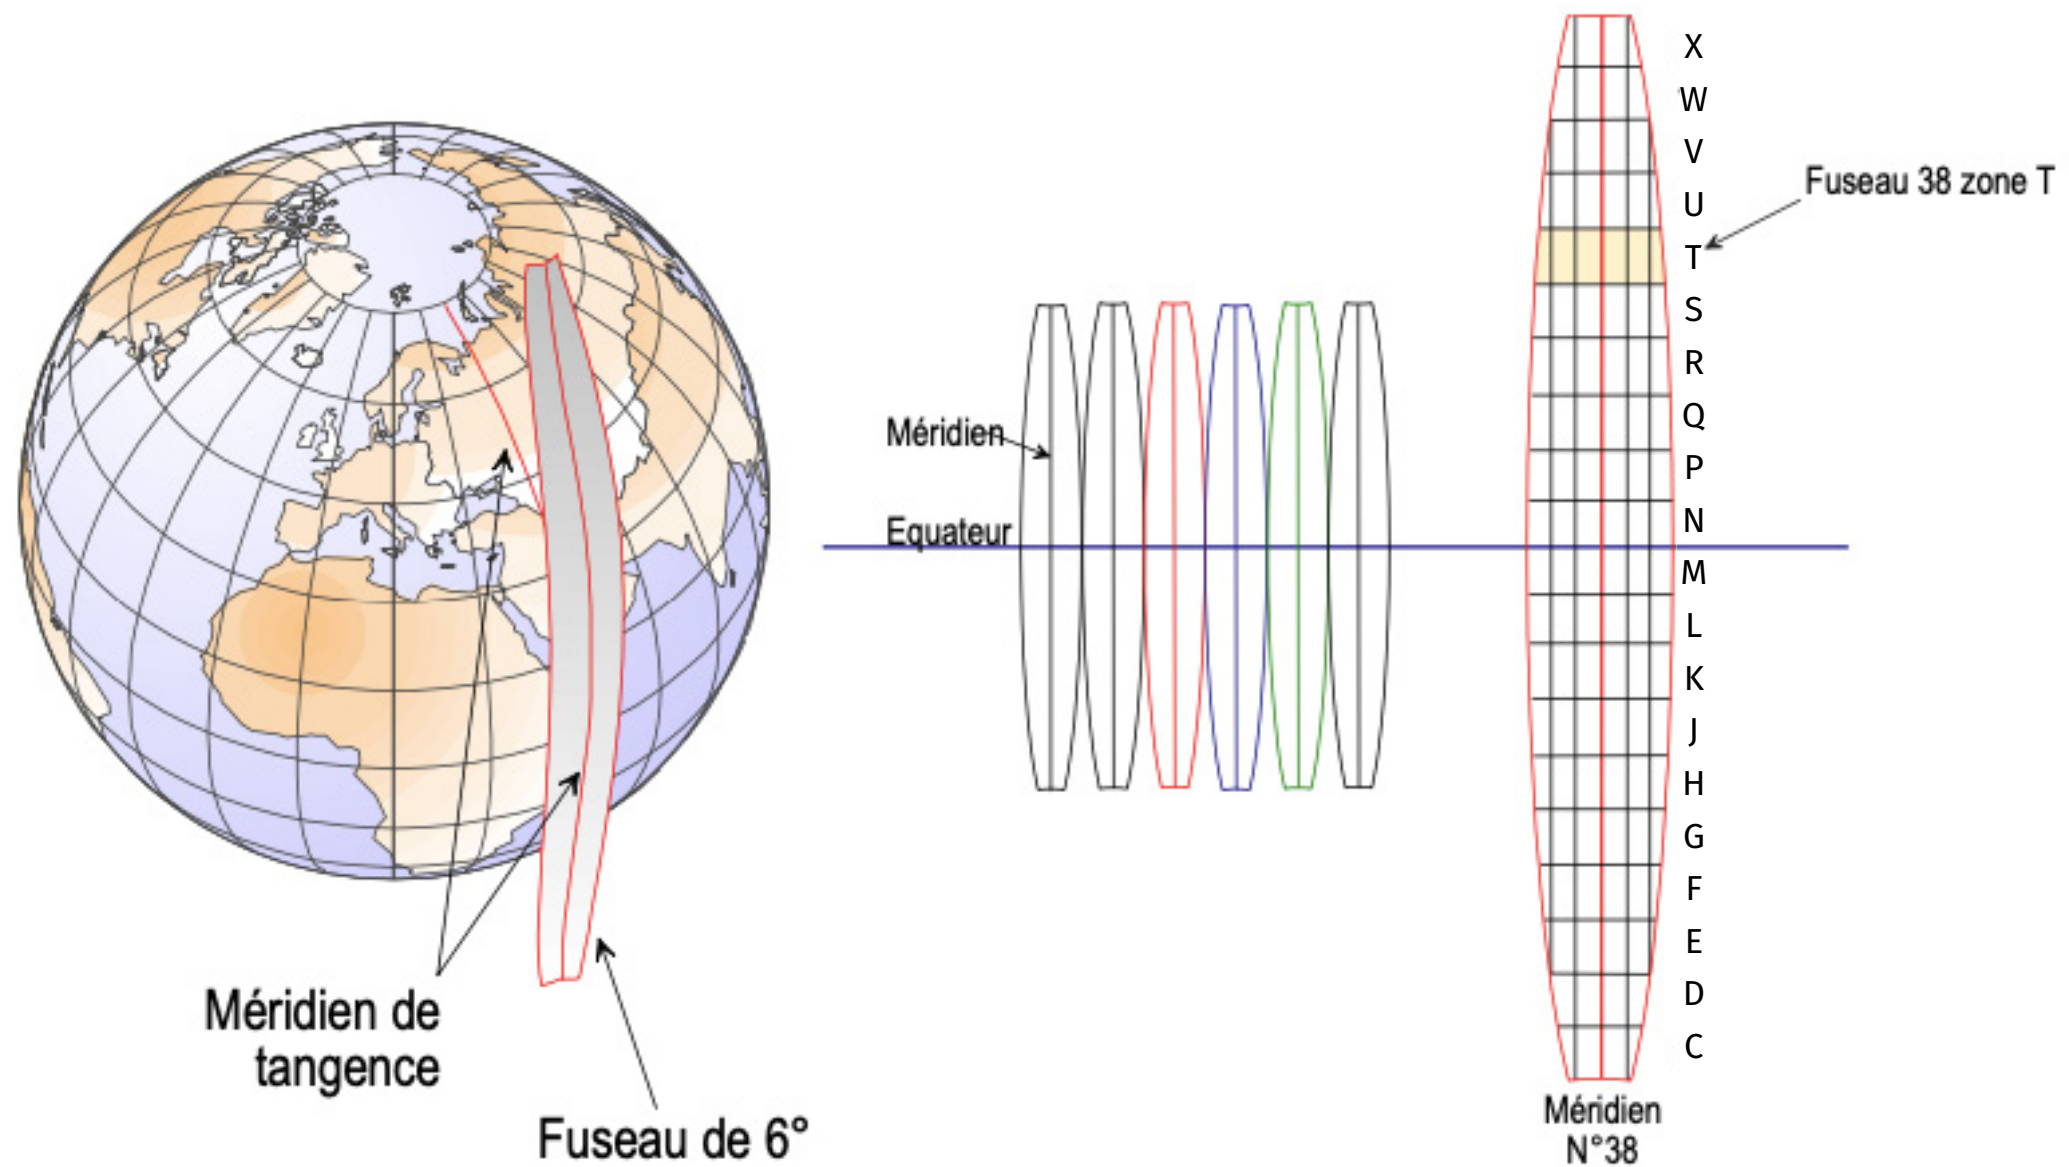 X
W
V
U
Fuseau 38 zone T
T
S
R
Q
P
N
M
L
K
J
H
G
F
E
D
C
Méridien
Equateur
Méridien de
tangence
Fuseau de 6°
Méridien
N°38